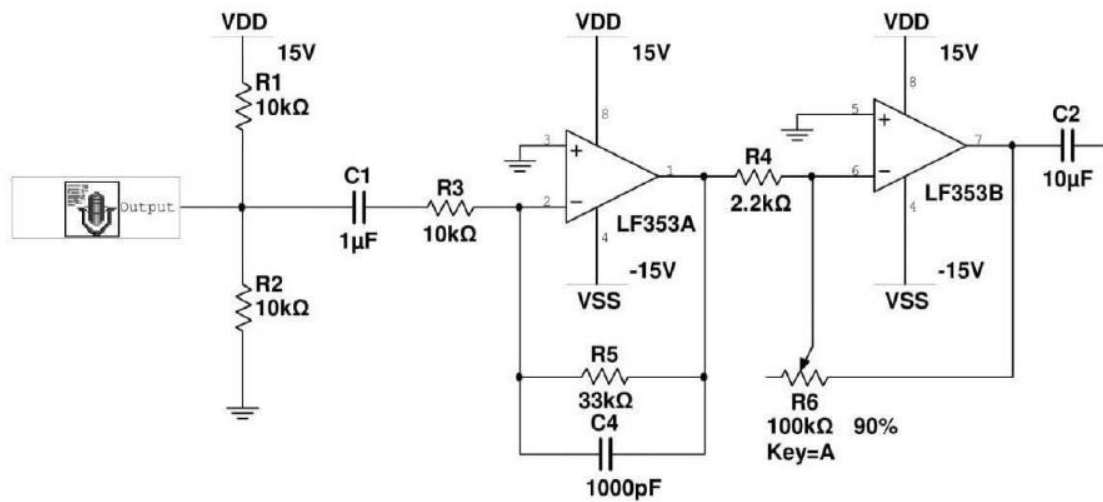 VDD
15V
R1
10kΩ
Output
C1
1µF
R3
10kΩ
R2
10kΩ
VDD
15V
8
3
2
1
4
LF353A
-15V
VSS
R5
33kΩ
C4
1000pF
R4
2.2kΩ
VDD
15V
8
5
6
7
4
LF353B
-15V
VSS
R6
100kΩ 90%
Key=A
C2
10µF